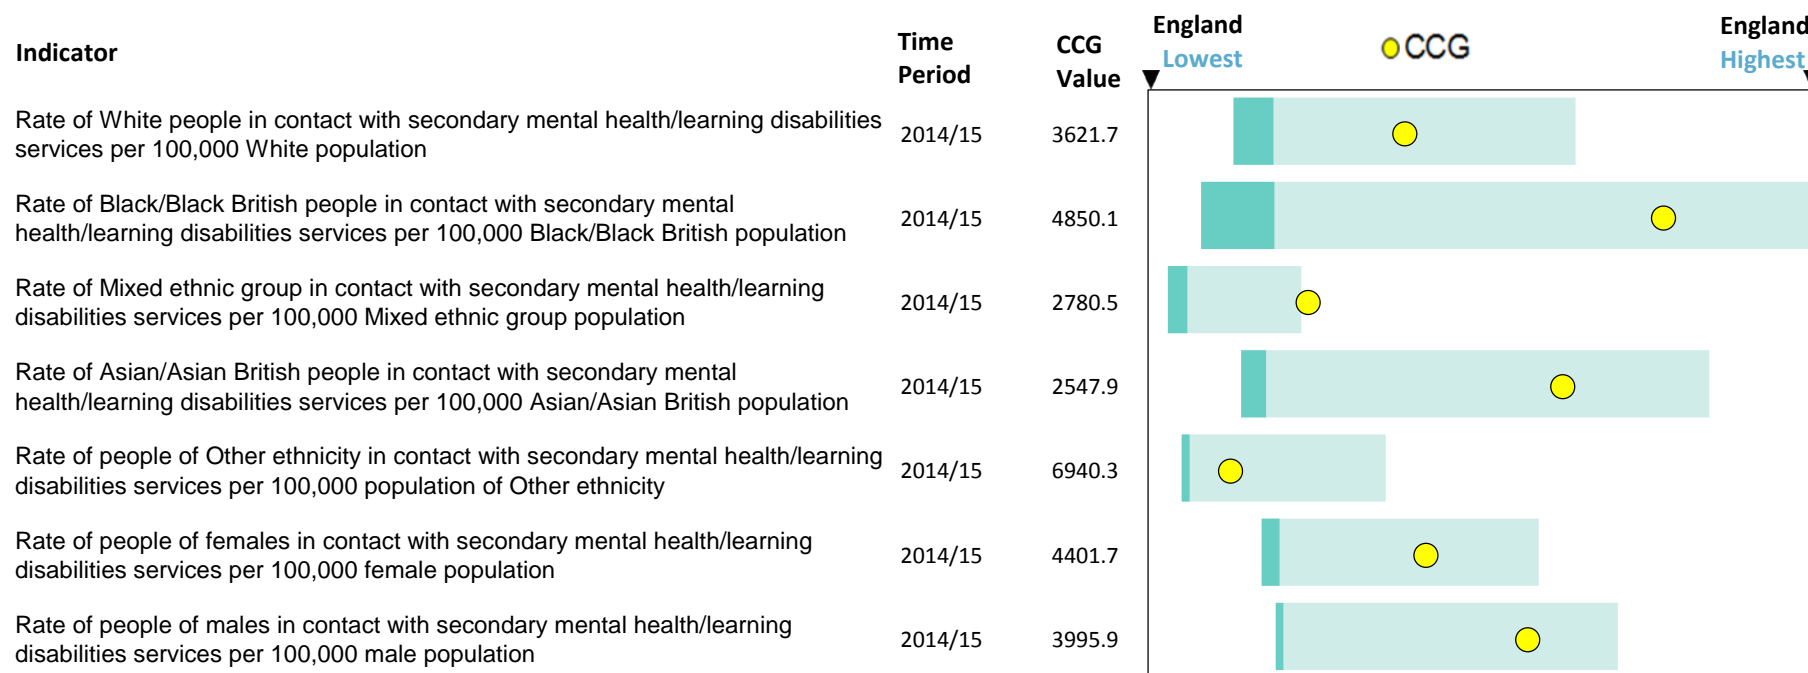 Indicator
Time
Period
CCG
Value
England
Lowest
CCG
England
Highest
Rate of White people in contact with secondary mental health/learning disabilities
services per 100,000 White population
2014/15
3621.7
Rate of Black/Black British people in contact with secondary mental
health/learning disabilities services per 100,000 Black/Black British population
2014/15
4850.1
Rate of Mixed ethnic group in contact with secondary mental health/learning
disabilities services per 100,000 Mixed ethnic group population
2014/15
2780.5
Rate of Asian/Asian British people in contact with secondary mental
health/learning disabilities services per 100,000 Asian/Asian British population
2014/15
2547.9
Rate of people of Other ethnicity in contact with secondary mental health/learning
disabilities services per 100,000 population of Other ethnicity
2014/15
6940.3
Rate of people of females in contact with secondary mental health/learning
disabilities services per 100,000 female population
2014/15
4401.7
Rate of people of males in contact with secondary mental health/learning
disabilities services per 100,000 male population
2014/15
3995.9